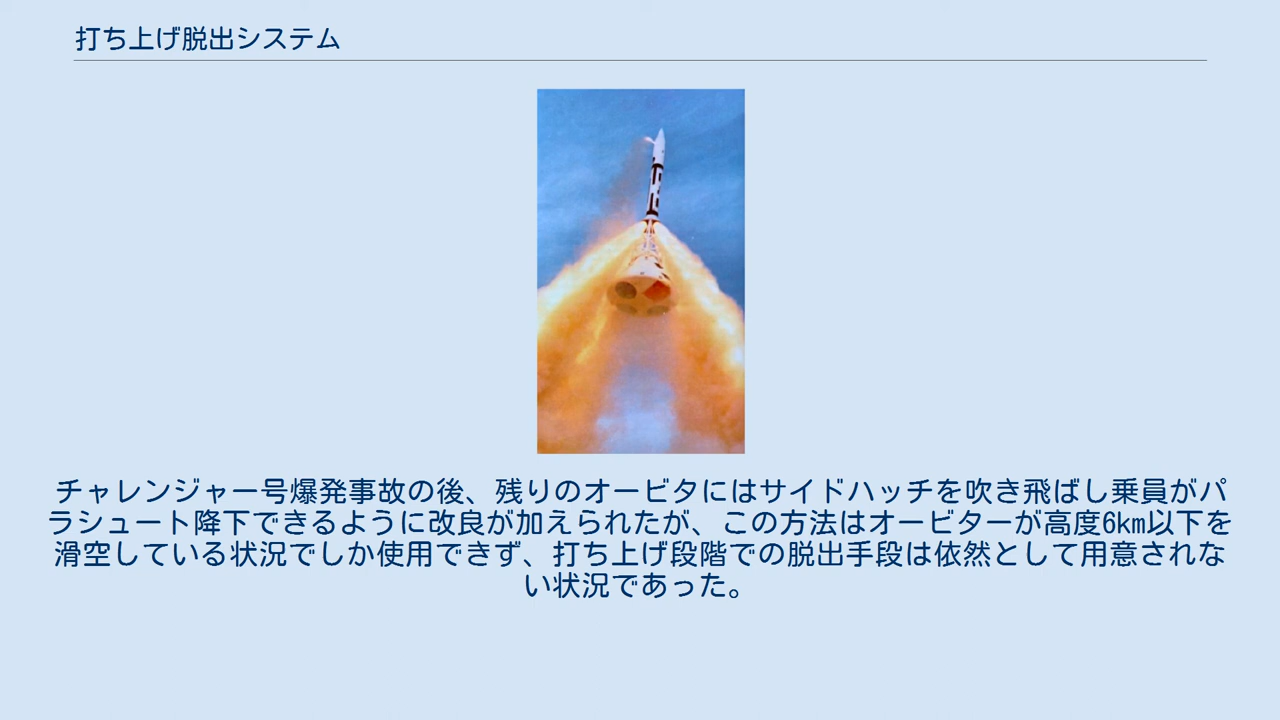 打ち上げ脱出システム
チャレンジャー号爆発事故の後、残りのオービタにはサイドハッチを吹き飛ばし乗員がパ
ラシュート降下できるように改良が加えられたが、この方法はオービターが高度6km以下を
滑空している状況でしか使用できず、打ち上げ段階での脱出手段は依然として用意されな
い状況であった。